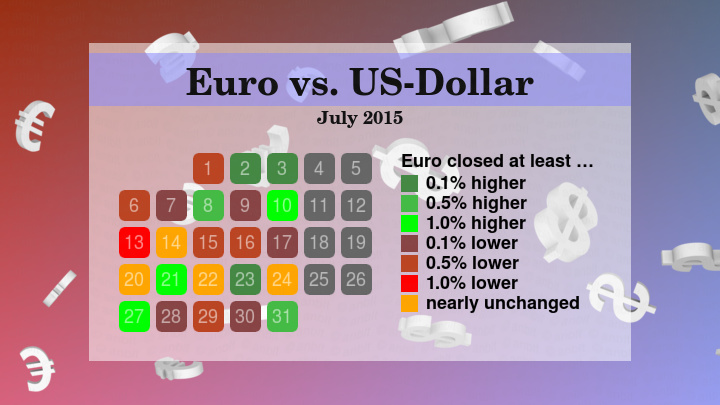 Euro vs. US-Dollar
July 2015
1 2 3 4 5
6 7 8 9 10 11 12
13 14 15 16 17 18 19
20 21 22 23 24 25 26
27 28 29 30 31
Euro closed at least …
0.1% higher
0.5% higher
1.0% higher
0.1% lower
0.5% lower
1.0% lower
nearly unchanged